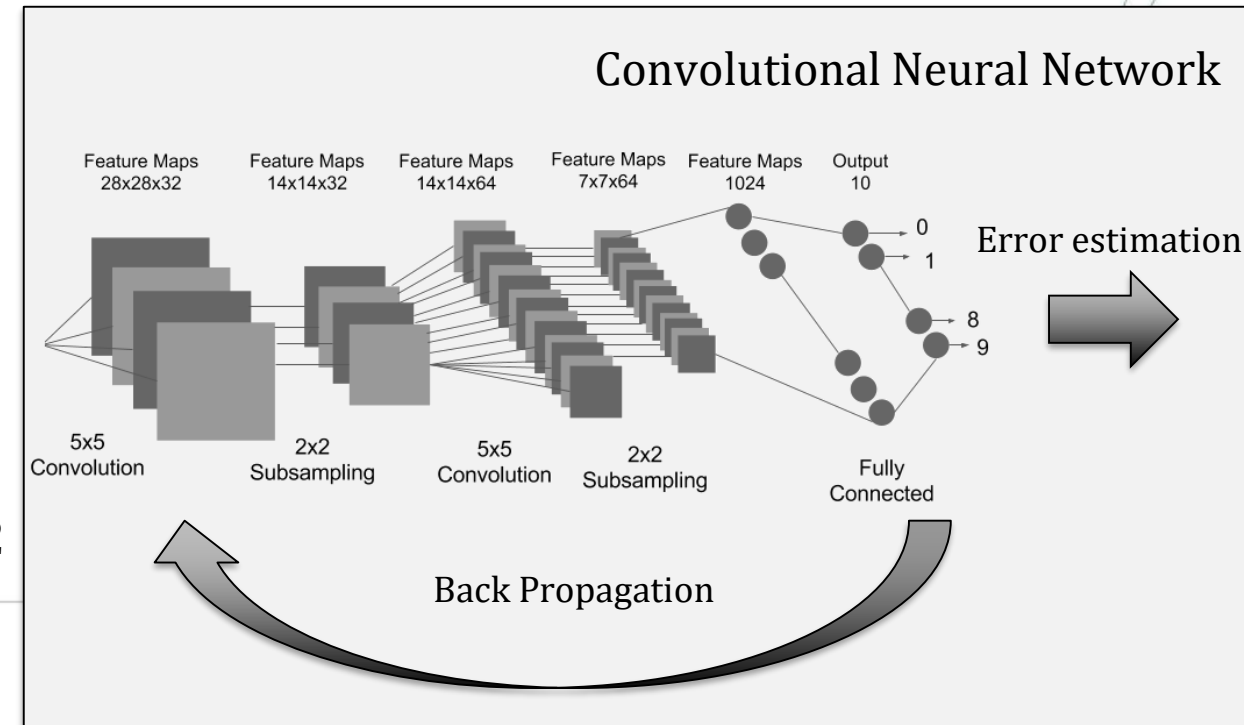 Convolutional Neural Network
Feature Maps
28x28x32
Feature Maps
14x14x32
Feature Maps
14x14x64
Feature Maps
7x7x64
Feature Maps
1024
Output
10
0
1
8
9
Error estimation
5x5
Convolution
2x2
Subsampling
5x5
Convolution
2x2
Subsampling
Fully
Connected
Back Propagation